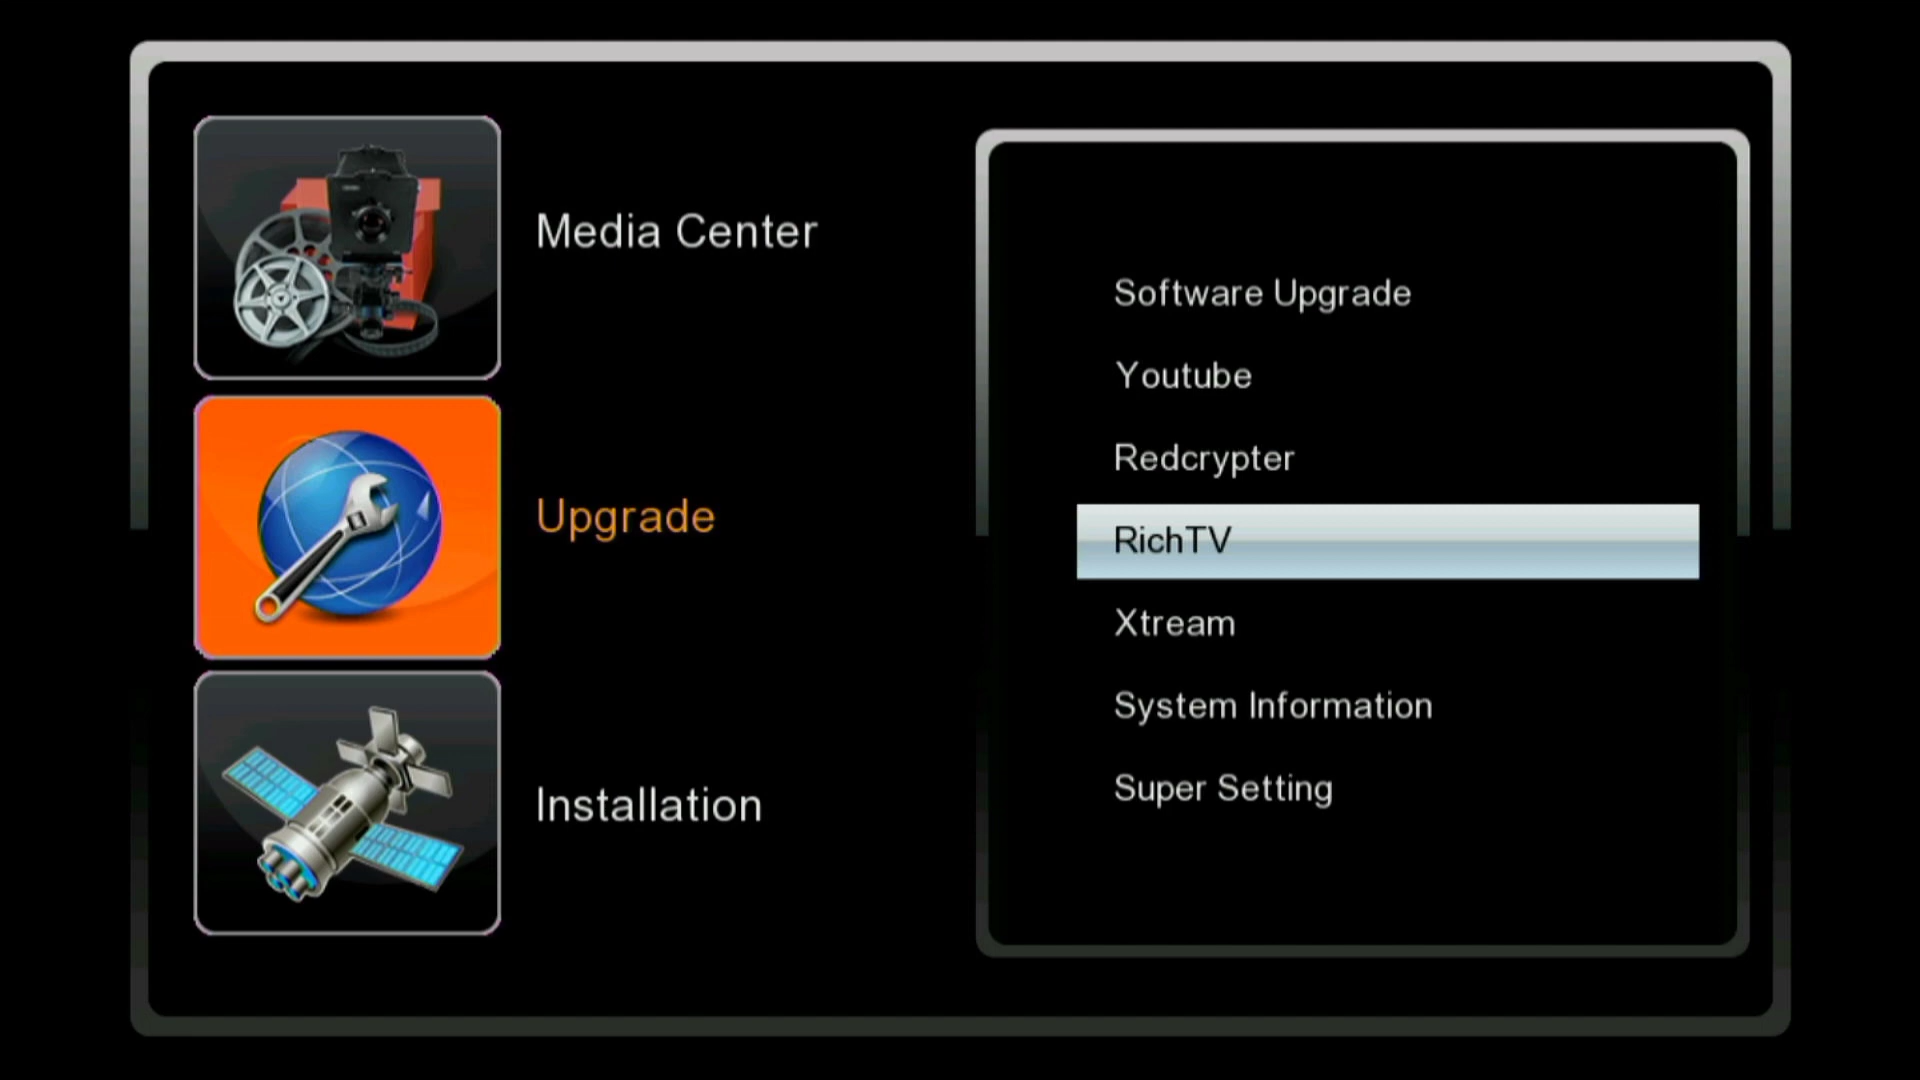 Media Center
Upgrade
Installation
Software Upgrade
Youtube
Redcrypter
RichTV
Xtream
System Information
Super Setting